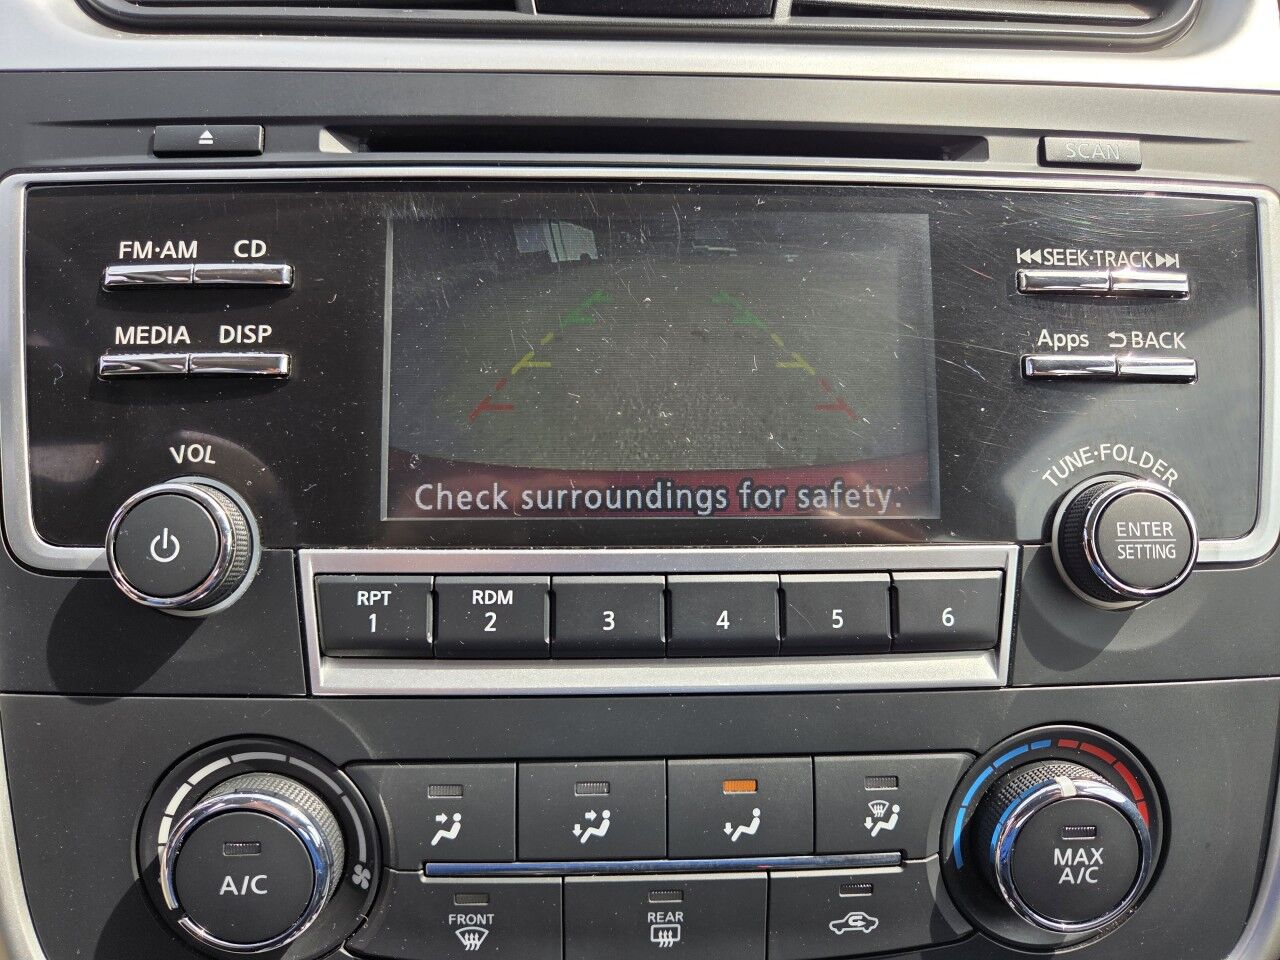 SCAN
FM·AM CD
SEEK·TRACK
MEDIA DISP
Apps BACK
VOL
TUNE·FOLDER
Check surroundings for safety.
ENTER
SETTING
RPT
1
RDM
2
3
4
5
6
A/C
MAX
A/C
FRONT
REAR